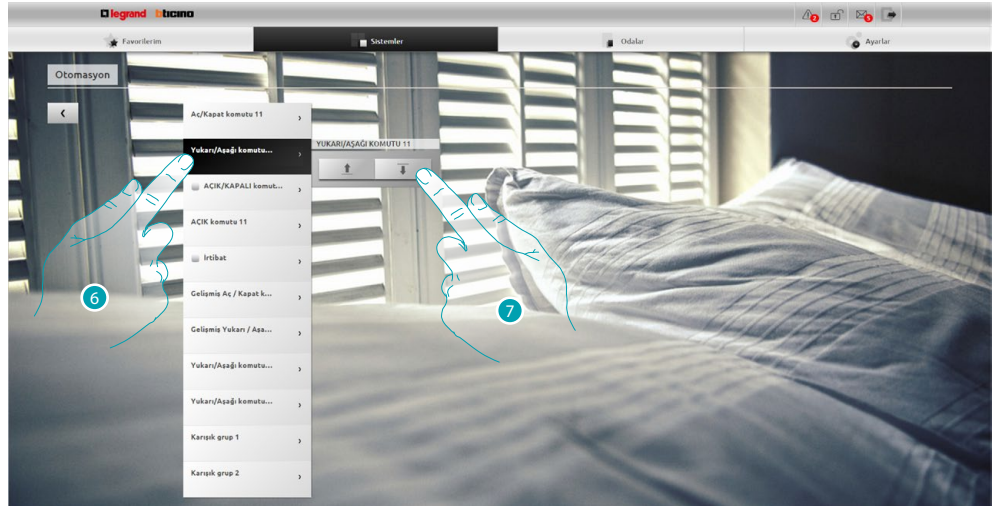 legrand bticino
2
5
Favorilerim
Sistemler
Odalar
Ayarlar
Otomasyon
Aç/Kapat komutu 11
Yukarı/Aşağı komutu...
YUKARI/AŞAĞI KOMUTU 11
AÇIK/KAPALI komut...
AÇIK komutu 11
İrtibat
Gelişmiş Aç / Kapat k...
Gelişmiş Yukarı / Aşa...
Yukarı/Aşağı komutu...
Yukarı/Aşağı komutu...
Karışık grup 1
Karışık grup 2
6
7